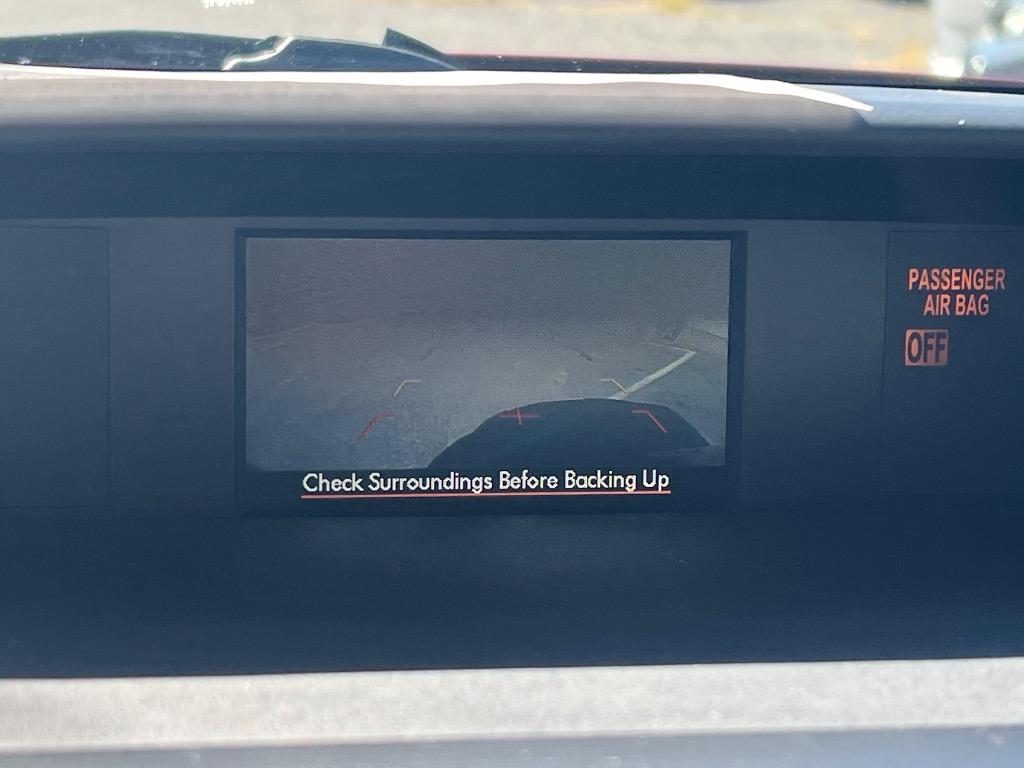 PASSENGER
AIR BAG
OFF
Check Surroundings Before Backing Up